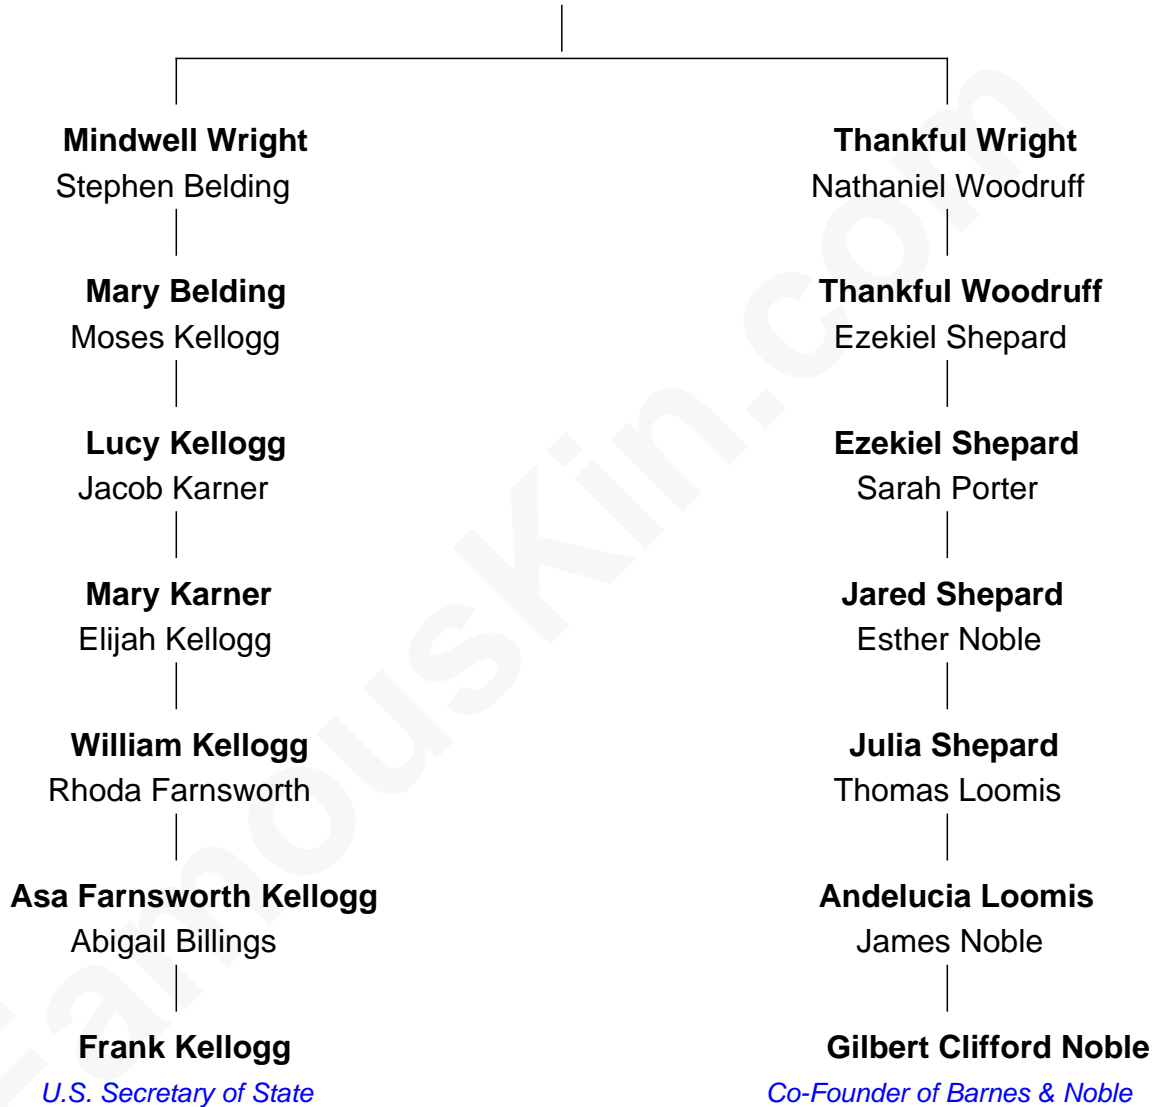 Mindwell Wright
Stephen Belding
Thankful Wright
Nathaniel Woodruff
Mary Belding
Moses Kellogg
Thankful Woodruff
Ezekiel Shepard
Lucy Kellogg
Jacob Karner
Ezekiel Shepard
Sarah Porter
Mary Karner
Elijah Kellogg
Jared Shepard
Esther Noble
William Kellogg
Rhoda Farnsworth
Julia Shepard
Thomas Loomis
Asa Farnsworth Kellogg
Abigail Billings
Andelucia Loomis
James Noble
Frank Kellogg
U.S. Secretary of State
Gilbert Clifford Noble
Co-Founder of Barnes & Noble
FamousKin.com